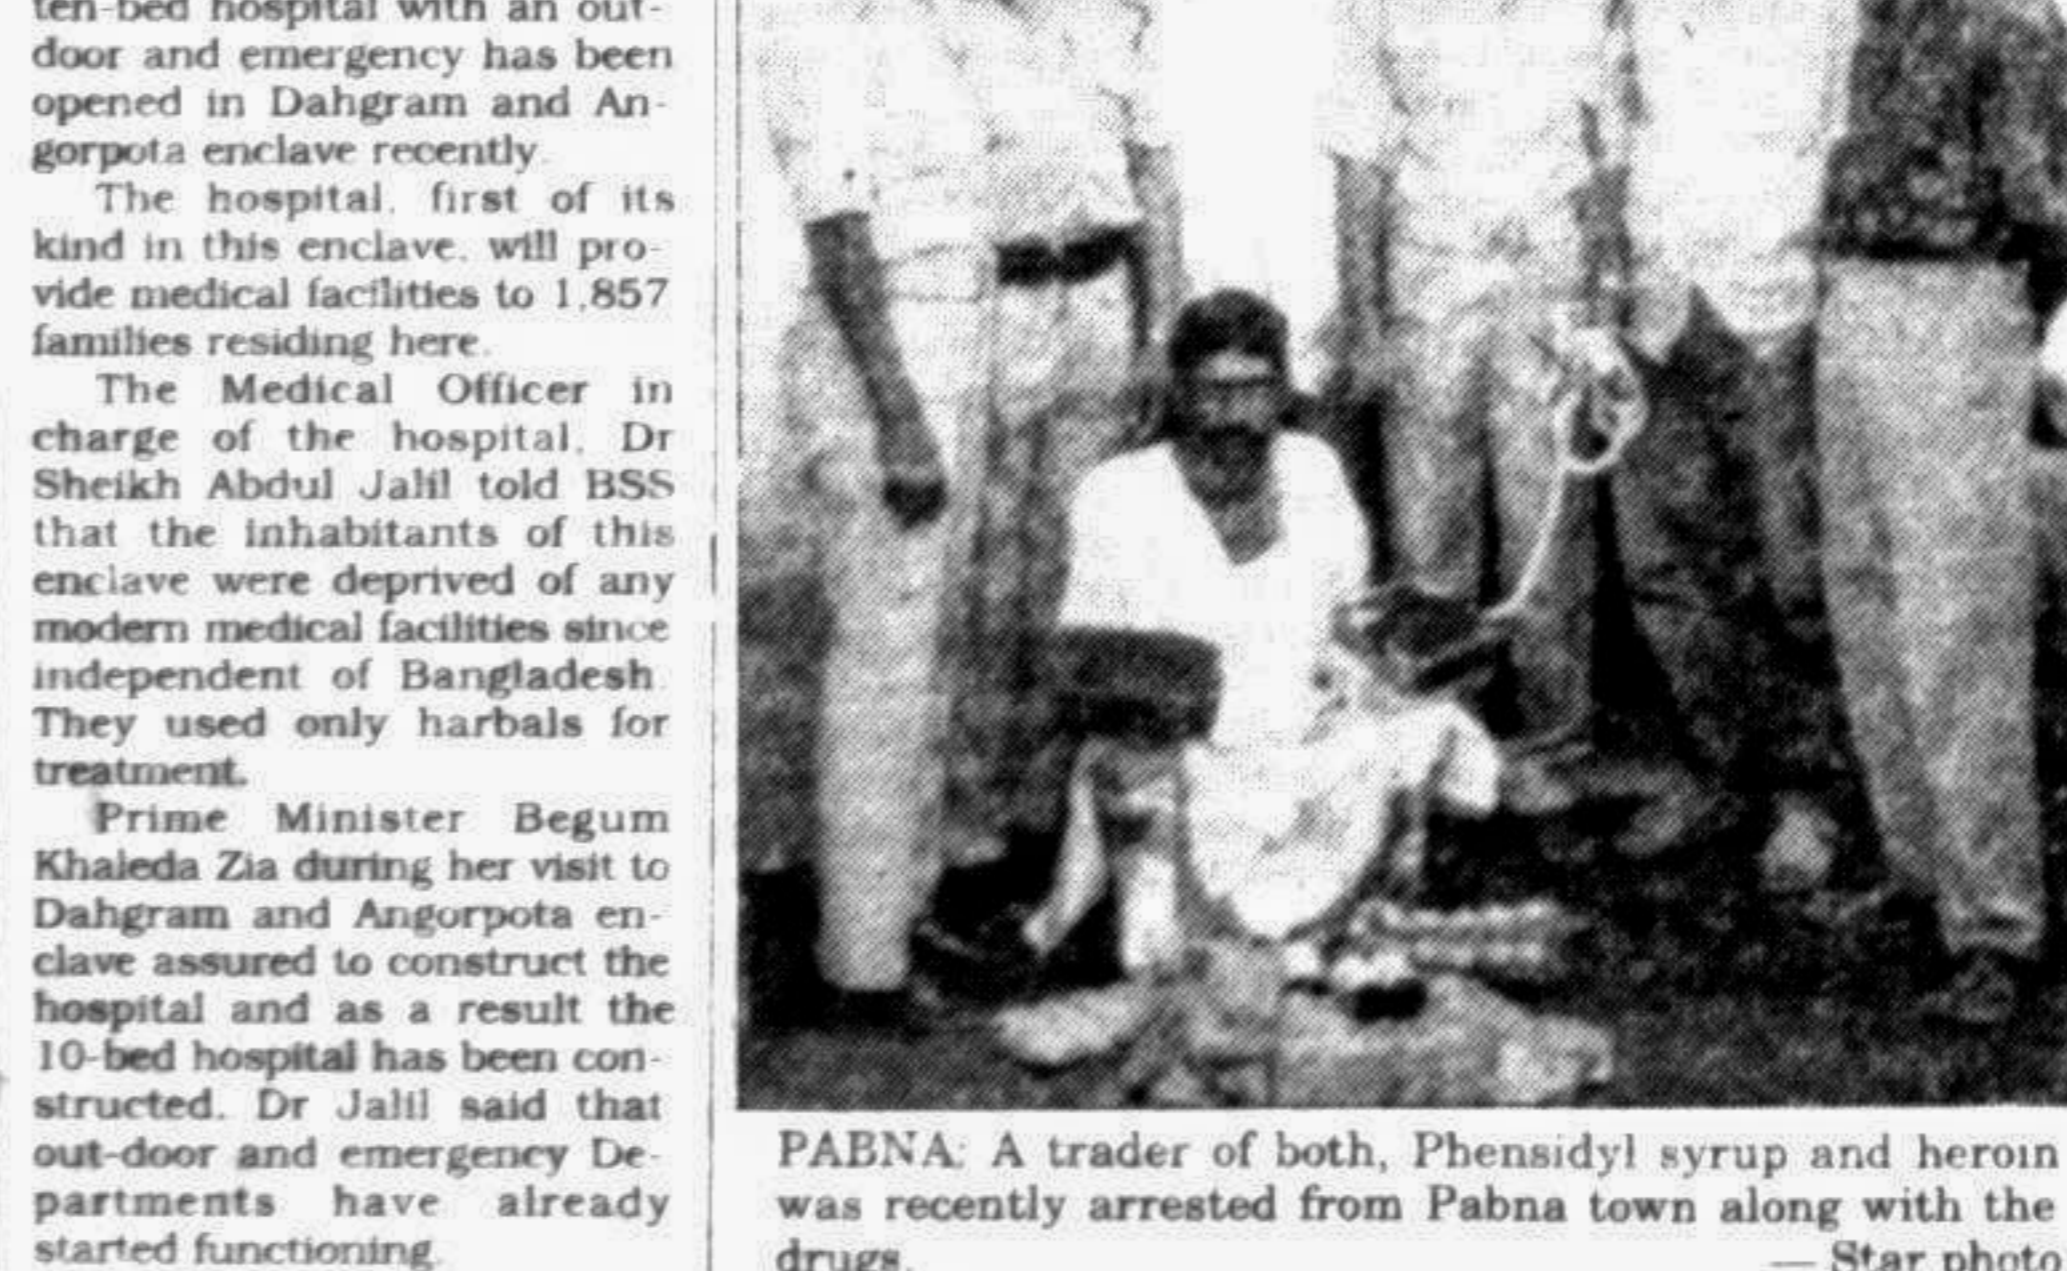 ten-bed hospital with an out-
door and emergency has been
opened in Dahgram and An-
gorpota enclave recently.
The hospital, first of its
kind in this enclave, will pro-
vide medical facilities to 1,857
families residing here.
The Medical Officer in
charge of the hospital, Dr
Sheikh Abdul Jalil told BSS
that the inhabitants of this
enclave were deprived of any
modern medical facilities since
independent of Bangladesh.
They used only harbals for
treatment.
Prime Minister Begum
Khaleda Zia during her visit to
Dahgram and Angorpota en-
clave assured to construct the
hospital and as a result the
10-bed hospital has been con-
structed. Dr Jalil said that
out-door and emergency De-
partments have already
started functioning.
PABNA: A trader of both, Phensidyl syrup and heroin
was recently arrested from Pabna town along with the
drugs. — Star photo